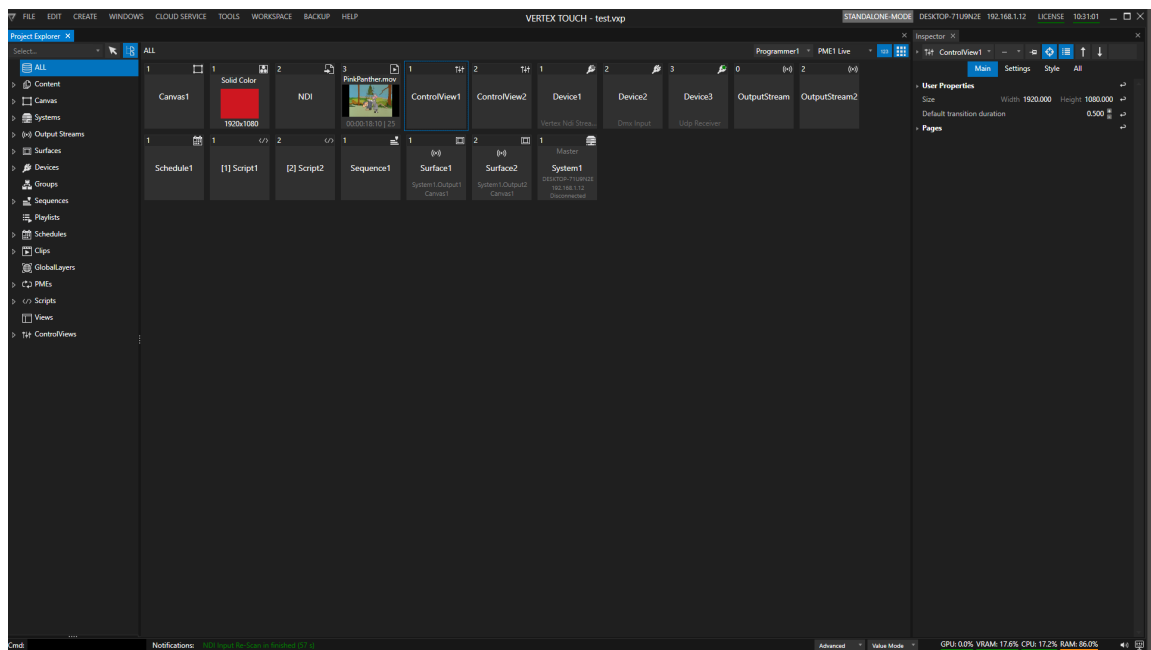 FILE EDIT CREATE WINDOWS CLOUD SERVICE TOOLS WORKSPACE BACKUP HELP VERTEX TOUCH - test.vxp STANDALONE-MODE DESKTOP-71U9N2E 192.168.1.12 LICENSE 10:31:01
Project Explorer
Select...
ALL
Content
Canvas
Systems
Output Streams
Surfaces
Devices
Groups
Sequences
Playlists
Schedules
Clips
GlobalLayers
PMEs
Scripts
Views
ControlViews
ALL Programmer1 PME1 Live 123
1 1 2 3 1 2 1 2 3 0 2
Solid Color PinkPanther.mov
Canvas1 NDI ControlView1 ControlView2 Device1 Device2 Device3 OutputStream OutputStream2
1920x1080 00:00:18:10 | 25 Vertex Ndi Strea... Dmx Input Udp Receiver
1 1 2 1 1 2 1
Master
Schedule1 [1] Script1 [2] Script2 Sequence1 Surface1 Surface2 System1
System1.Output1 System1.Output2 DESKTOP-71U9N2E
Canvas1 Canvas1 192.168.1.12
Disconnected
Inspector
ControlView1 --
Main Settings Style All
User Properties
Size Width 1920.000 Height 1080.000
Default transition duration 0.500
Pages
Cmd: Notifications: NDI Input Re-Scan in finished (57 s) Advanced Value Mode GPU: 0.0% VRAM: 17.6% CPU: 17.2% RAM: 86.0%